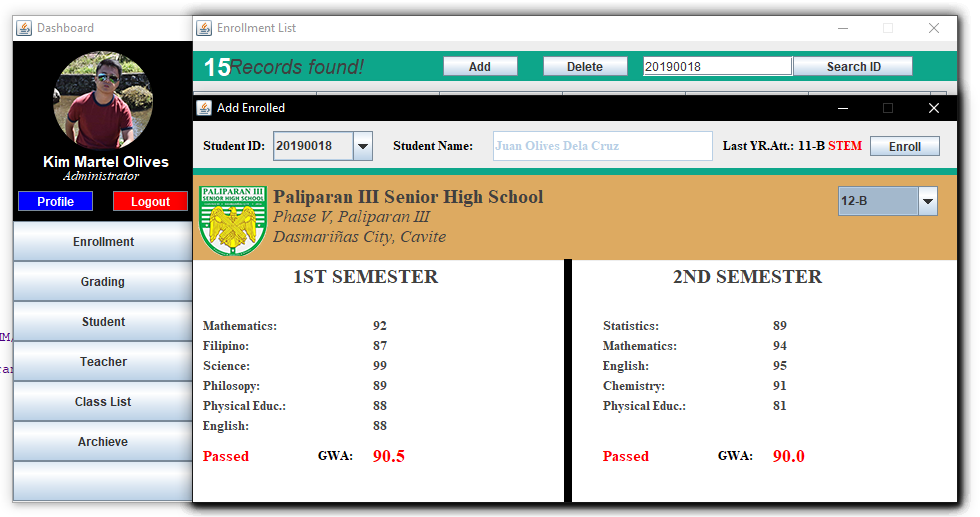 Dashboard
Kim Martel Olives
Administrator
Profile Logout
Enrollment
Grading
Student
Teacher
Class List
Archieve
Enrollment List
15 Records found!
Add Delete 20190018 Search ID
Add Enrolled
Student ID: 20190018 Student Name: Juan Olives Dela Cruz Last YR.Att.: 11-B STEM Enroll
PALIPARAN III
SENIOR HIGH SCHOOL
Paliparan III Senior High School
Phase V, Paliparan III
Dasmariñas City, Cavite
12-B
1ST SEMESTER
Mathematics: 92
Filipino: 87
Science: 99
Philosopy: 89
Physical Educ.: 88
English: 88
Passed GWA: 90.5
2ND SEMESTER
Statistics: 89
Mathematics: 94
English: 95
Chemistry: 91
Physical Educ.: 81
Passed GWA: 90.0